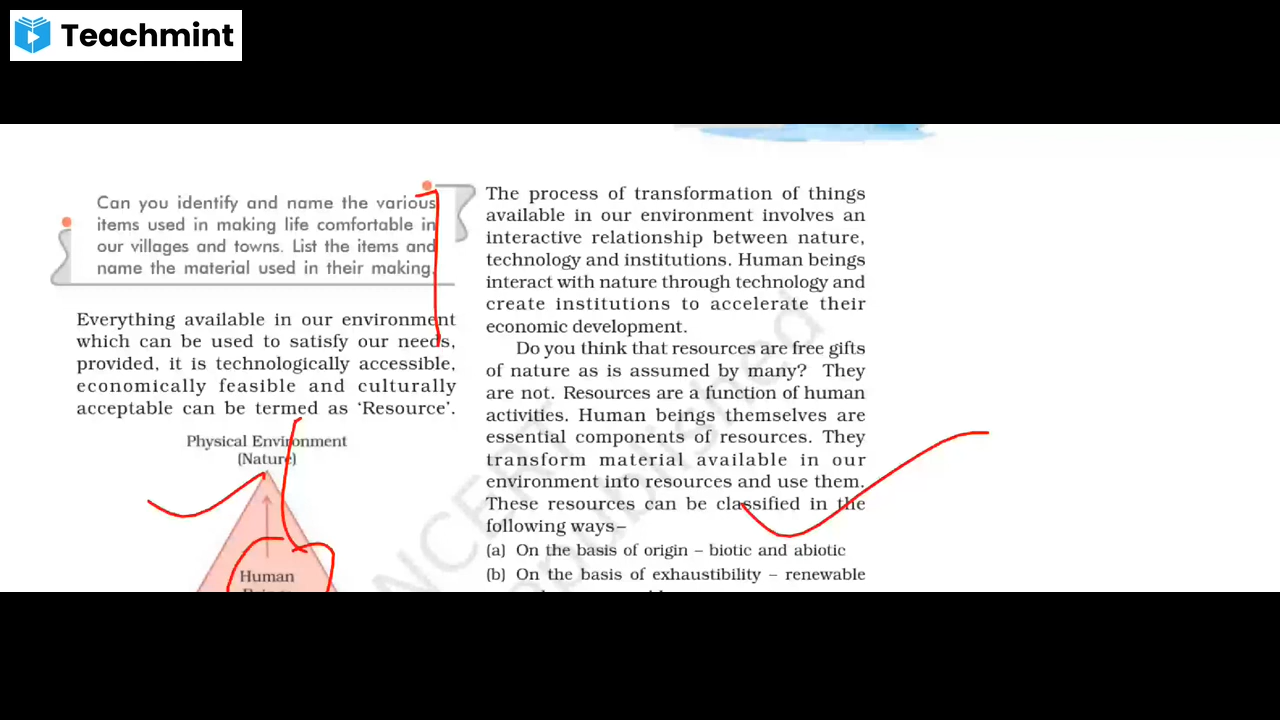 Teachmint
Can you identify and name the various
items used in making life comfortable in
our villages and towns. List the items and
name the material used in their making.
Everything available in our environment
which can be used to satisfy our needs,
provided, it is technologically accessible,
economically feasible and culturally
acceptable can be termed as ‘Resource’.
Physical Environment
(Nature)
Human
The process of transformation of things
available in our environment involves an
interactive relationship between nature,
technology and institutions. Human beings
interact with nature through technology and
create institutions to accelerate their
economic development.
Do you think that resources are free gifts
of nature as is assumed by many? They
are not. Resources are a function of human
activities. Human beings themselves are
essential components of resources. They
transform material available in our
environment into resources and use them.
These resources can be classified in the
following ways–
(a) On the basis of origin – biotic and abiotic
(b) On the basis of exhaustibility – renewable
NCERT
republished